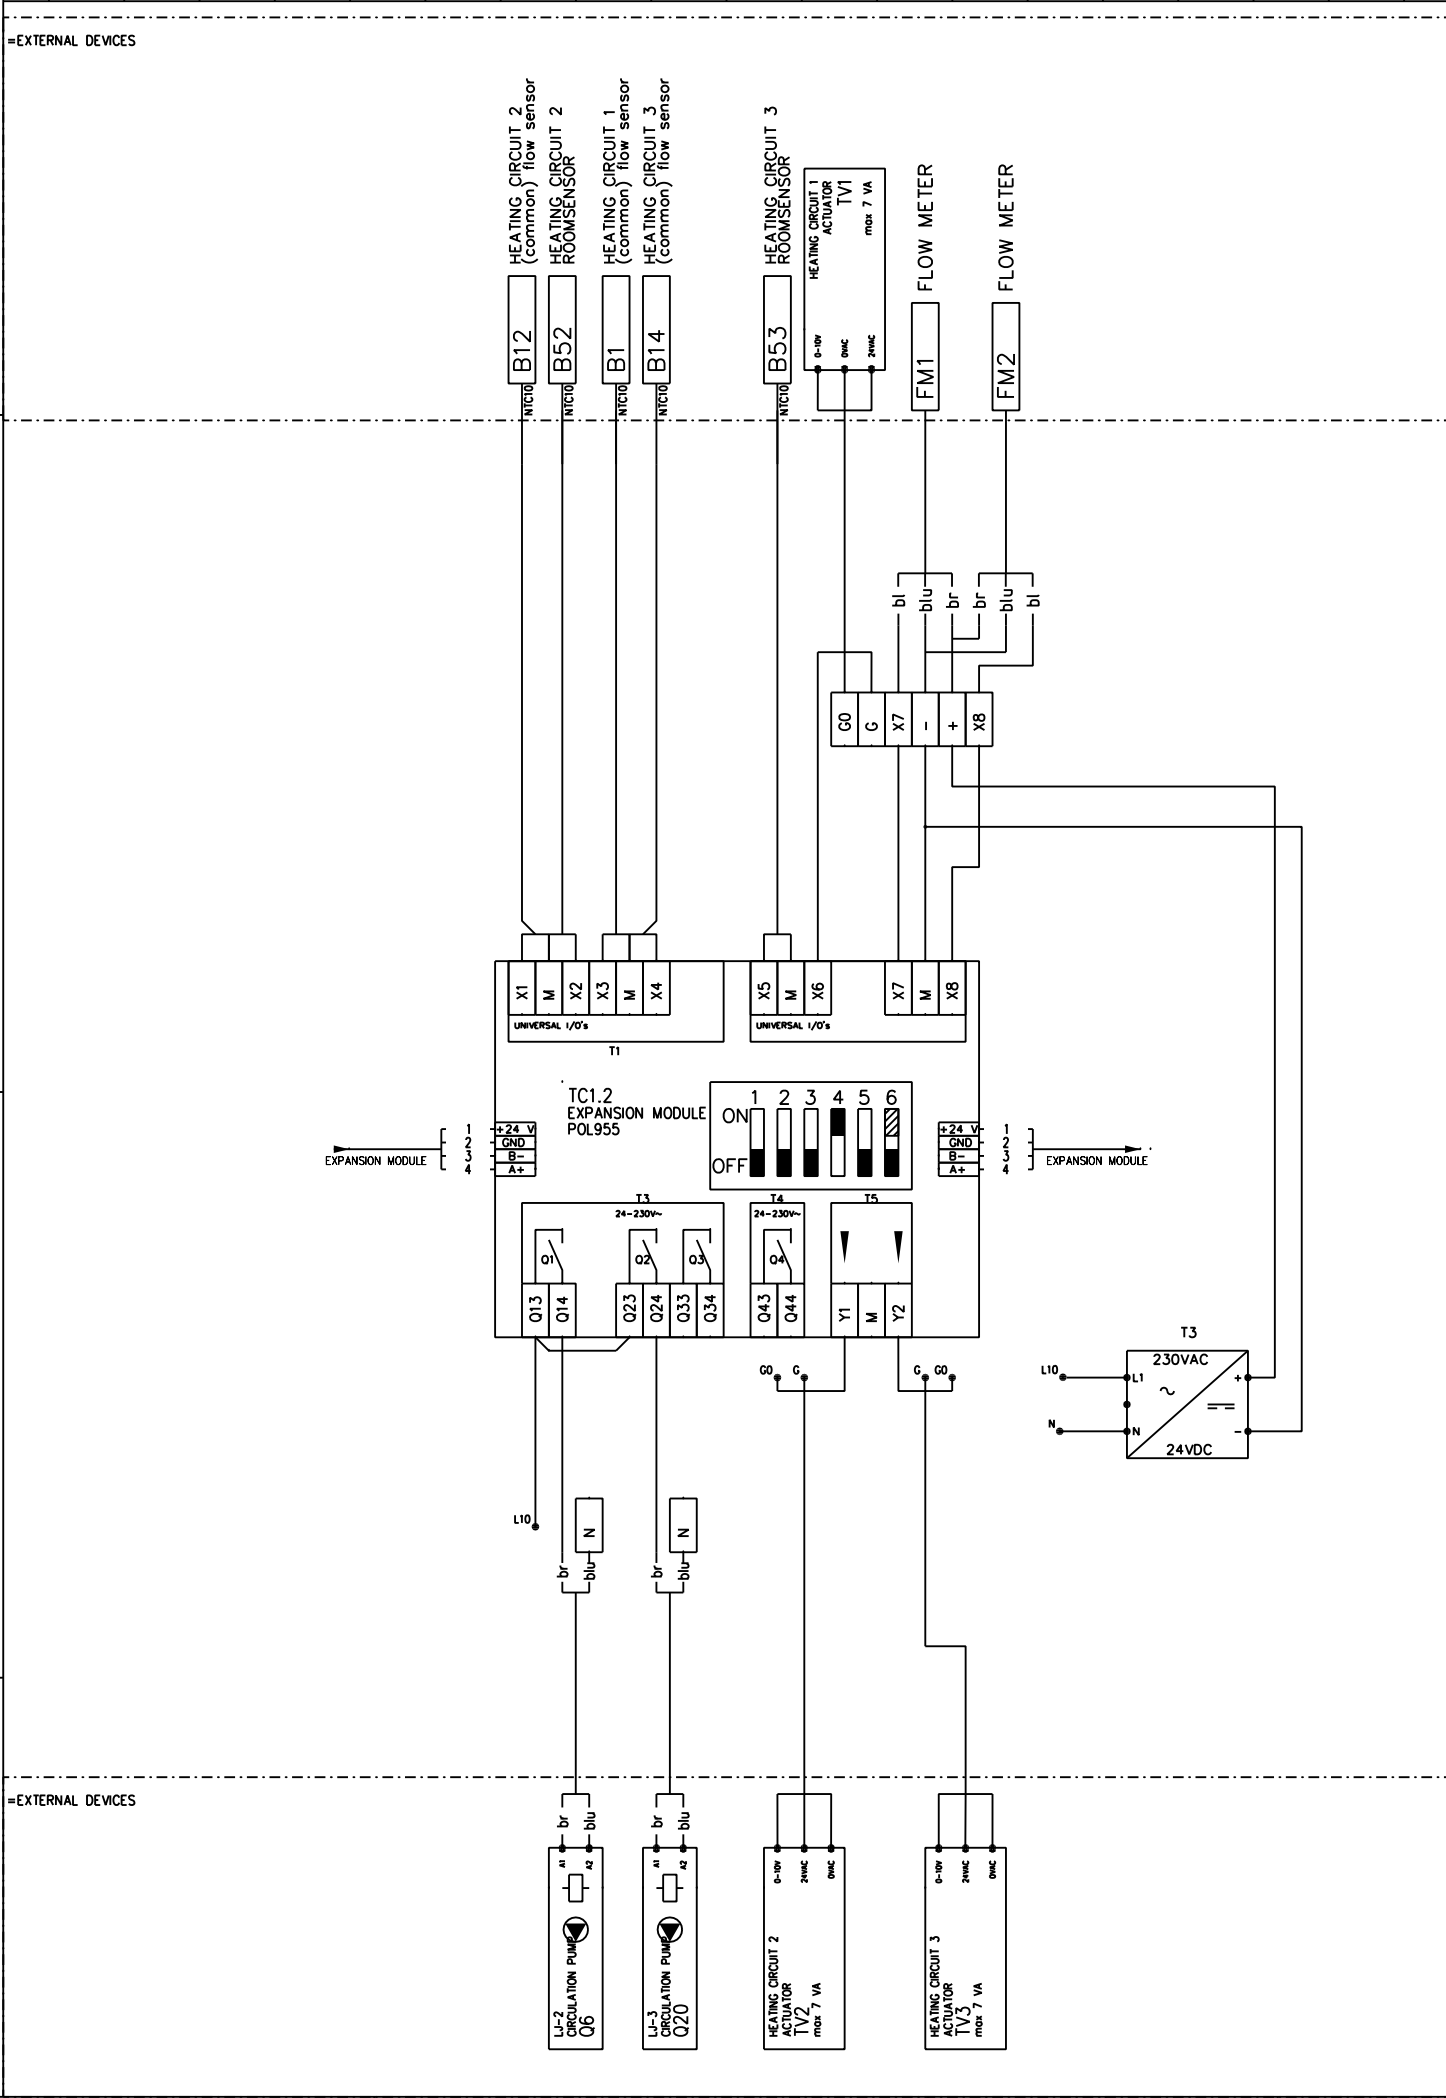 =EXTERNAL DEVICES
HEATING CIRCUIT 2
(common) flow sensor
HEATING CIRCUIT 2
ROOMSENSOR
HEATING CIRCUIT 1
(common) flow sensor
HEATING CIRCUIT 3
(common) flow sensor
HEATING CIRCUIT 3
ROOMSENSOR
HEATING CIRCUIT 1
ACTUATOR
TV1
max 7 VA
0-10V
0VAC
24VAC
FLOW METER
FLOW METER
B12
B52
B1
B14
B53
FM1
FM2
NTC10
NTC10
NTC10
NTC10
NTC10
bl
blu
br
br
blu
bl
G0
G
X7
-
+
X8
X1
M
X2
X3
M
X4
X5
M
X6
X7
M
X8
UNIVERSAL I/O's
UNIVERSAL I/O's
T1
TC1.2
EXPANSION MODULE
POL955
1 2 3 4 5 6
ON
OFF
1
2
3
4
+24 V
GND
B-
A+
EXPANSION MODULE
+24 V
GND
B-
A+
1
2
3
4
EXPANSION MODULE
T3
24-230V~
T4
24-230V~
T5
Q1
Q2
Q3
Q4
Q13
Q14
Q23
Q24
Q33
Q34
Q43
Q44
Y1
M
Y2
G0
G
G
G0
T3
230VAC
L10
L1
~
+
N
N
-
24VDC
L10
N
N
br
blu
br
blu
=EXTERNAL DEVICES
br
blu
br
blu
A1
A2
A1
A2
0-10V
24VAC
0VAC
0-10V
24VAC
0VAC
LJ-2
CIRCULATION PUMP
Q6
LJ-3
CIRCULATION PUMP
Q20
HEATING CIRCUIT 2
ACTUATOR
TV2
max 7 VA
HEATING CIRCUIT 3
ACTUATOR
TV3
max 7 VA